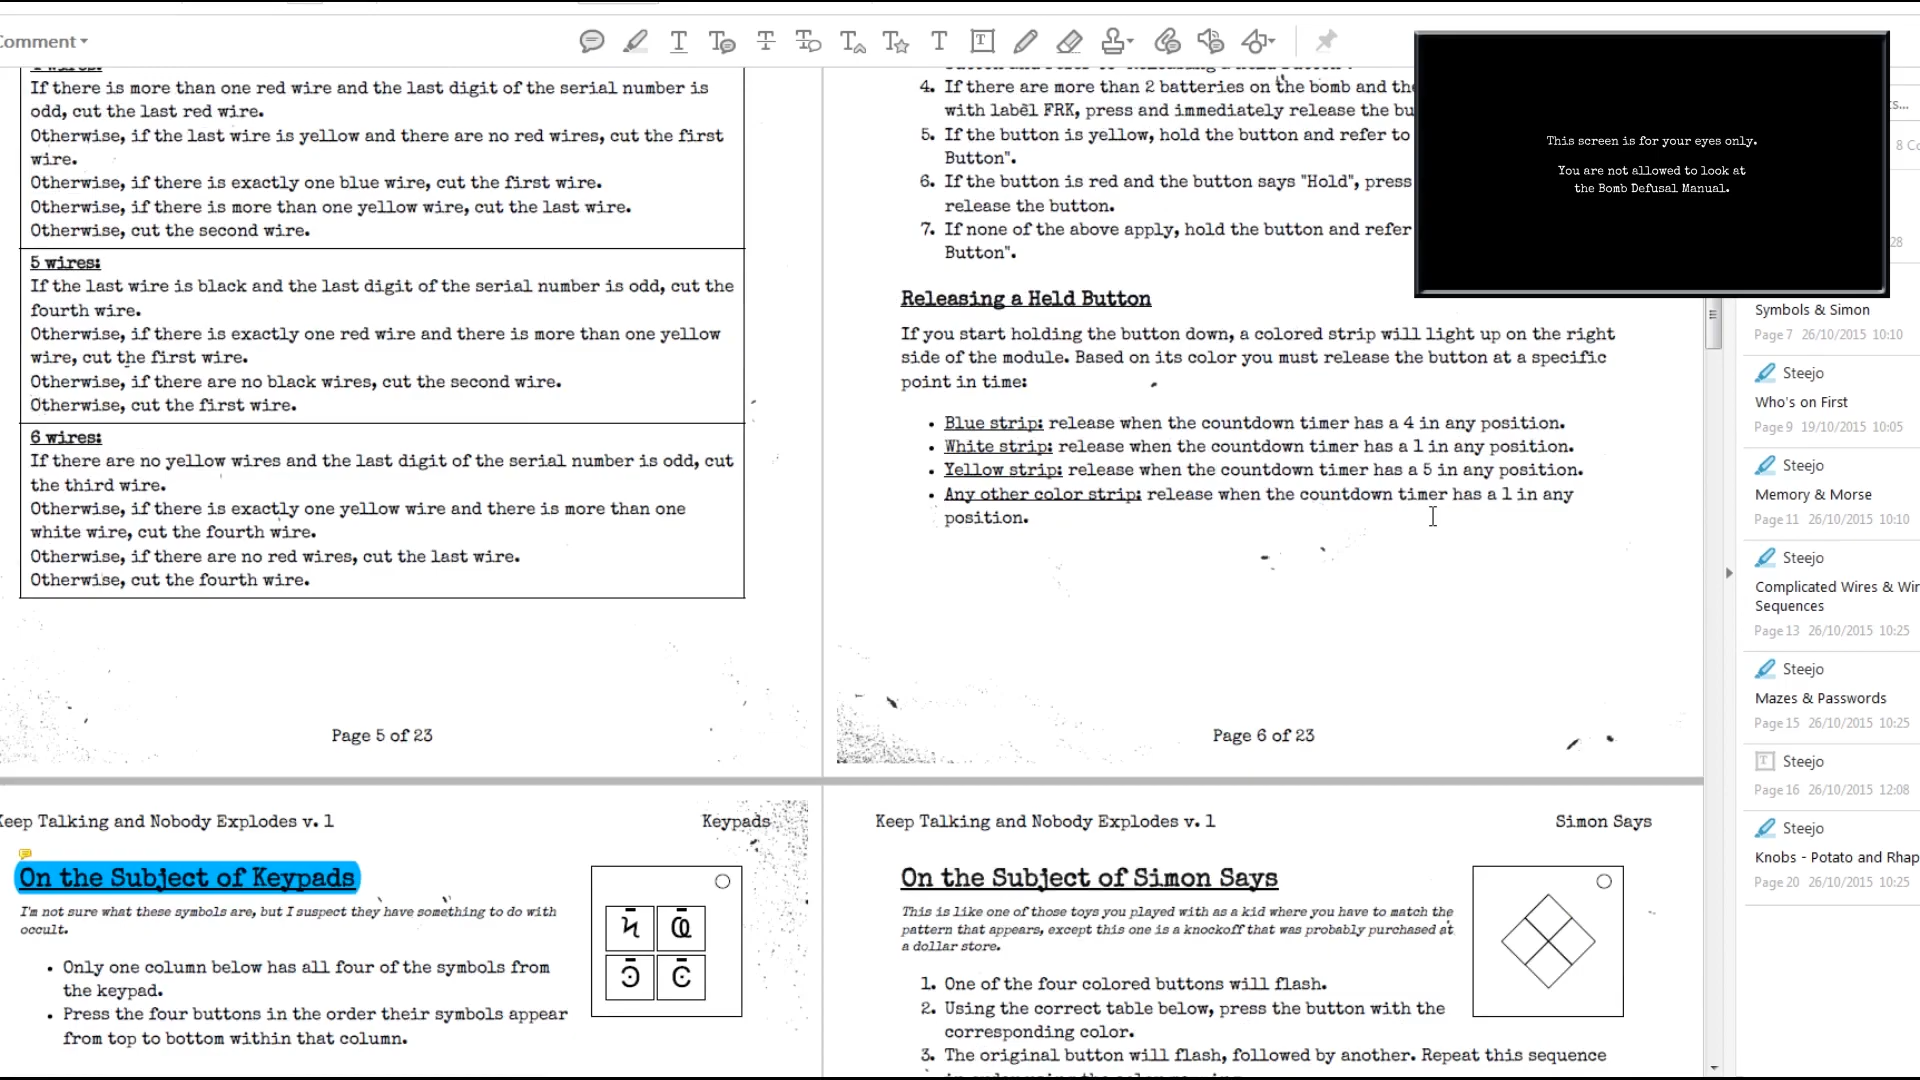 Comment
4 wires:
If there is more than one red wire and the last digit of the serial number is
odd, cut the last red wire.
Otherwise, if the last wire is yellow and there are no red wires, cut the first
wire.
Otherwise, if there is exactly one blue wire, cut the first wire.
Otherwise, if there is more than one yellow wire, cut the last wire.
Otherwise, cut the second wire.
5 wires:
If the last wire is black and the last digit of the serial number is odd, cut the
fourth wire.
Otherwise, if there is exactly one red wire and there is more than one yellow
wire, cut the first wire.
Otherwise, if there are no black wires, cut the second wire.
Otherwise, cut the first wire.
6 wires:
If there are no yellow wires and the last digit of the serial number is odd, cut
the third wire.
Otherwise, if there is exactly one yellow wire and there is more than one
white wire, cut the fourth wire.
Otherwise, if there are no red wires, cut the last wire.
Otherwise, cut the fourth wire.
Page 5 of 23
4. If there are more than 2 batteries on the bomb and the
with label FRK, press and immediately release the bu
5. If the button is yellow, hold the button and refer to
Button".
6. If the button is red and the button says "Hold", press
release the button.
7. If none of the above apply, hold the button and refer
Button".
Releasing a Held Button
If you start holding the button down, a colored strip will light up on the right
side of the module. Based on its color you must release the button at a specific
point in time:
• Blue strip: release when the countdown timer has a 4 in any position.
• White strip: release when the countdown timer has a 1 in any position.
• Yellow strip: release when the countdown timer has a 5 in any position.
• Any other color strip: release when the countdown timer has a 1 in any
position.
Page 6 of 23
This screen is for your eyes only.
You are not allowed to look at
the Bomb Defusal Manual.
ts...
8 Co
28
Symbols & Simon
Page 7 26/10/2015 10:10
Steejo
Who's on First
Page 9 19/10/2015 10:05
Steejo
Memory & Morse
Page 11 26/10/2015 10:10
Steejo
Complicated Wires & Wir
Sequences
Page 13 26/10/2015 10:25
Steejo
Mazes & Passwords
Page 15 26/10/2015 10:25
Steejo
Page 16 26/10/2015 12:08
Steejo
Knobs - Potato and Rhap
Page 20 26/10/2015 10:25
Keep Talking and Nobody Explodes v. 1
Keypads
On the Subject of Keypads
I'm not sure what these symbols are, but I suspect they have something to do with
occult.
• Only one column below has all four of the symbols from
the keypad.
• Press the four buttons in the order their symbols appear
from top to bottom within that column.
Keep Talking and Nobody Explodes v. 1
Simon Says
On the Subject of Simon Says
This is like one of those toys you played with as a kid where you have to match the
pattern that appears, except this one is a knockoff that was probably purchased at
a dollar store.
1. One of the four colored buttons will flash.
2. Using the correct table below, press the button with the
corresponding color.
3. The original button will flash, followed by another. Repeat this sequence